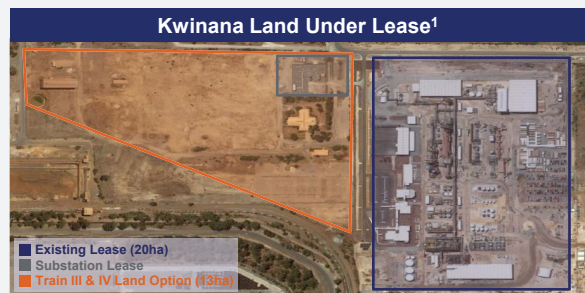 Kwinana Land Under Lease¹
Existing Lease (20ha)
Substation Lease
Train III & IV Land Option (13ha)